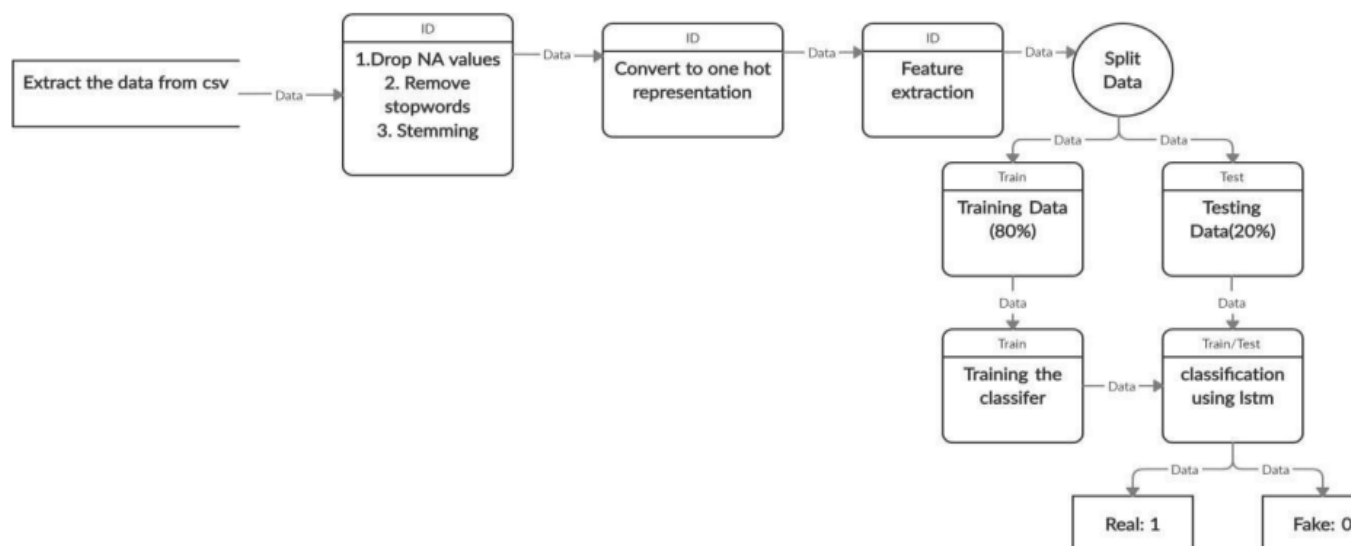 Extract the data from csv
Data
ID
1.Drop NA values
2. Remove
stopwords
3. Stemming
Data
ID
Convert to one hot
representation
Data
ID
Feature
extraction
Data
Split
Data
Data
Data
Train
Training Data
(80%)
Test
Testing
Data(20%)
Data
Data
Train
Training the
classifer
Data
Train/Test
classification
using lstm
Data
Data
Real: 1
Fake: 0